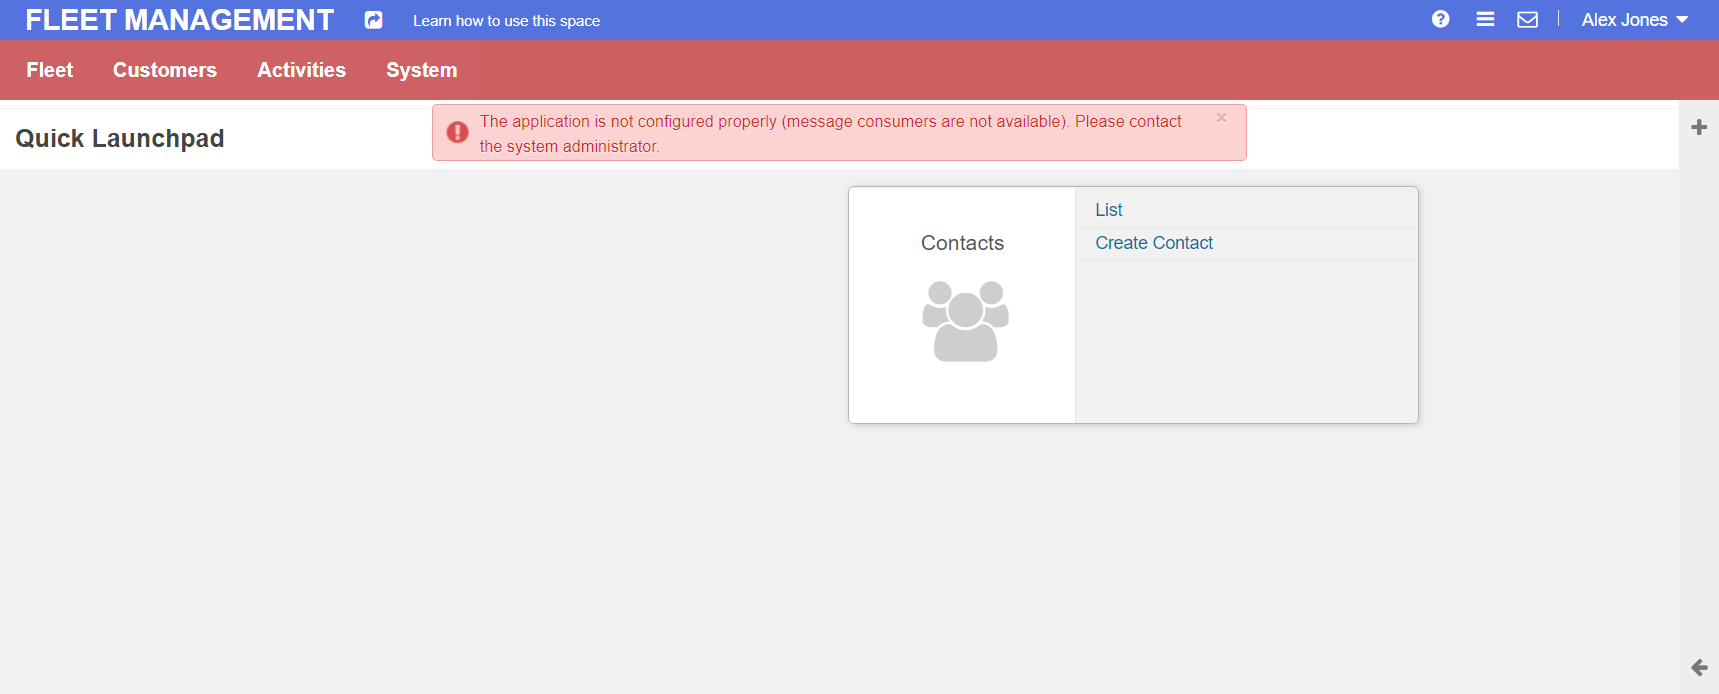 FLEET MANAGEMENT
Learn how to use this space
Alex Jones
Fleet
Customers
Activities
System
Quick Launchpad
The application is not configured properly (message consumers are not available). Please contact
the system administrator.
×
Contacts
List
Create Contact